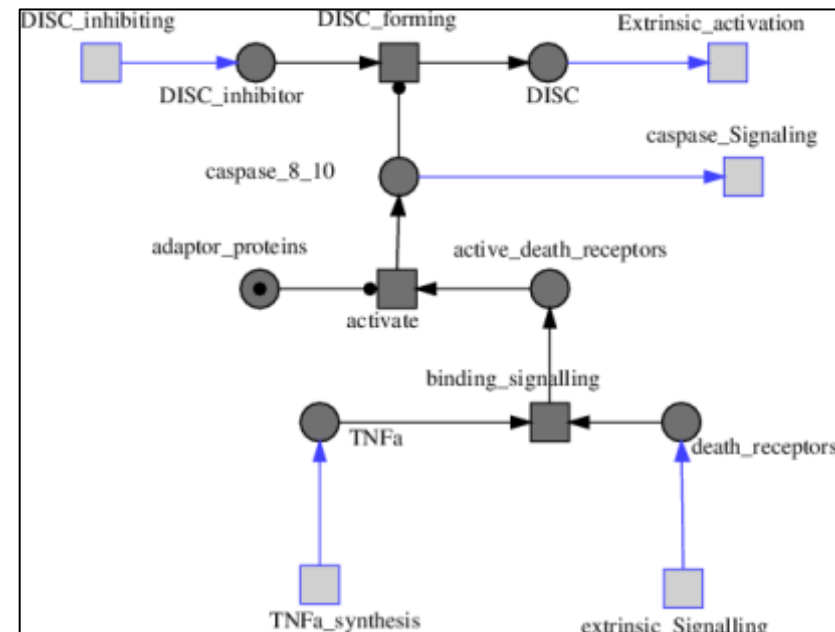 DISC_inhibiting
DISC_forming
Extrinsic_activation
DISC_inhibitor
DISC
caspase_Signaling
caspase_8_10
adaptor_proteins
active_death_receptors
activate
binding_signalling
TNFa
death_receptors
TNFa_synthesis
extrinsic_Signalling